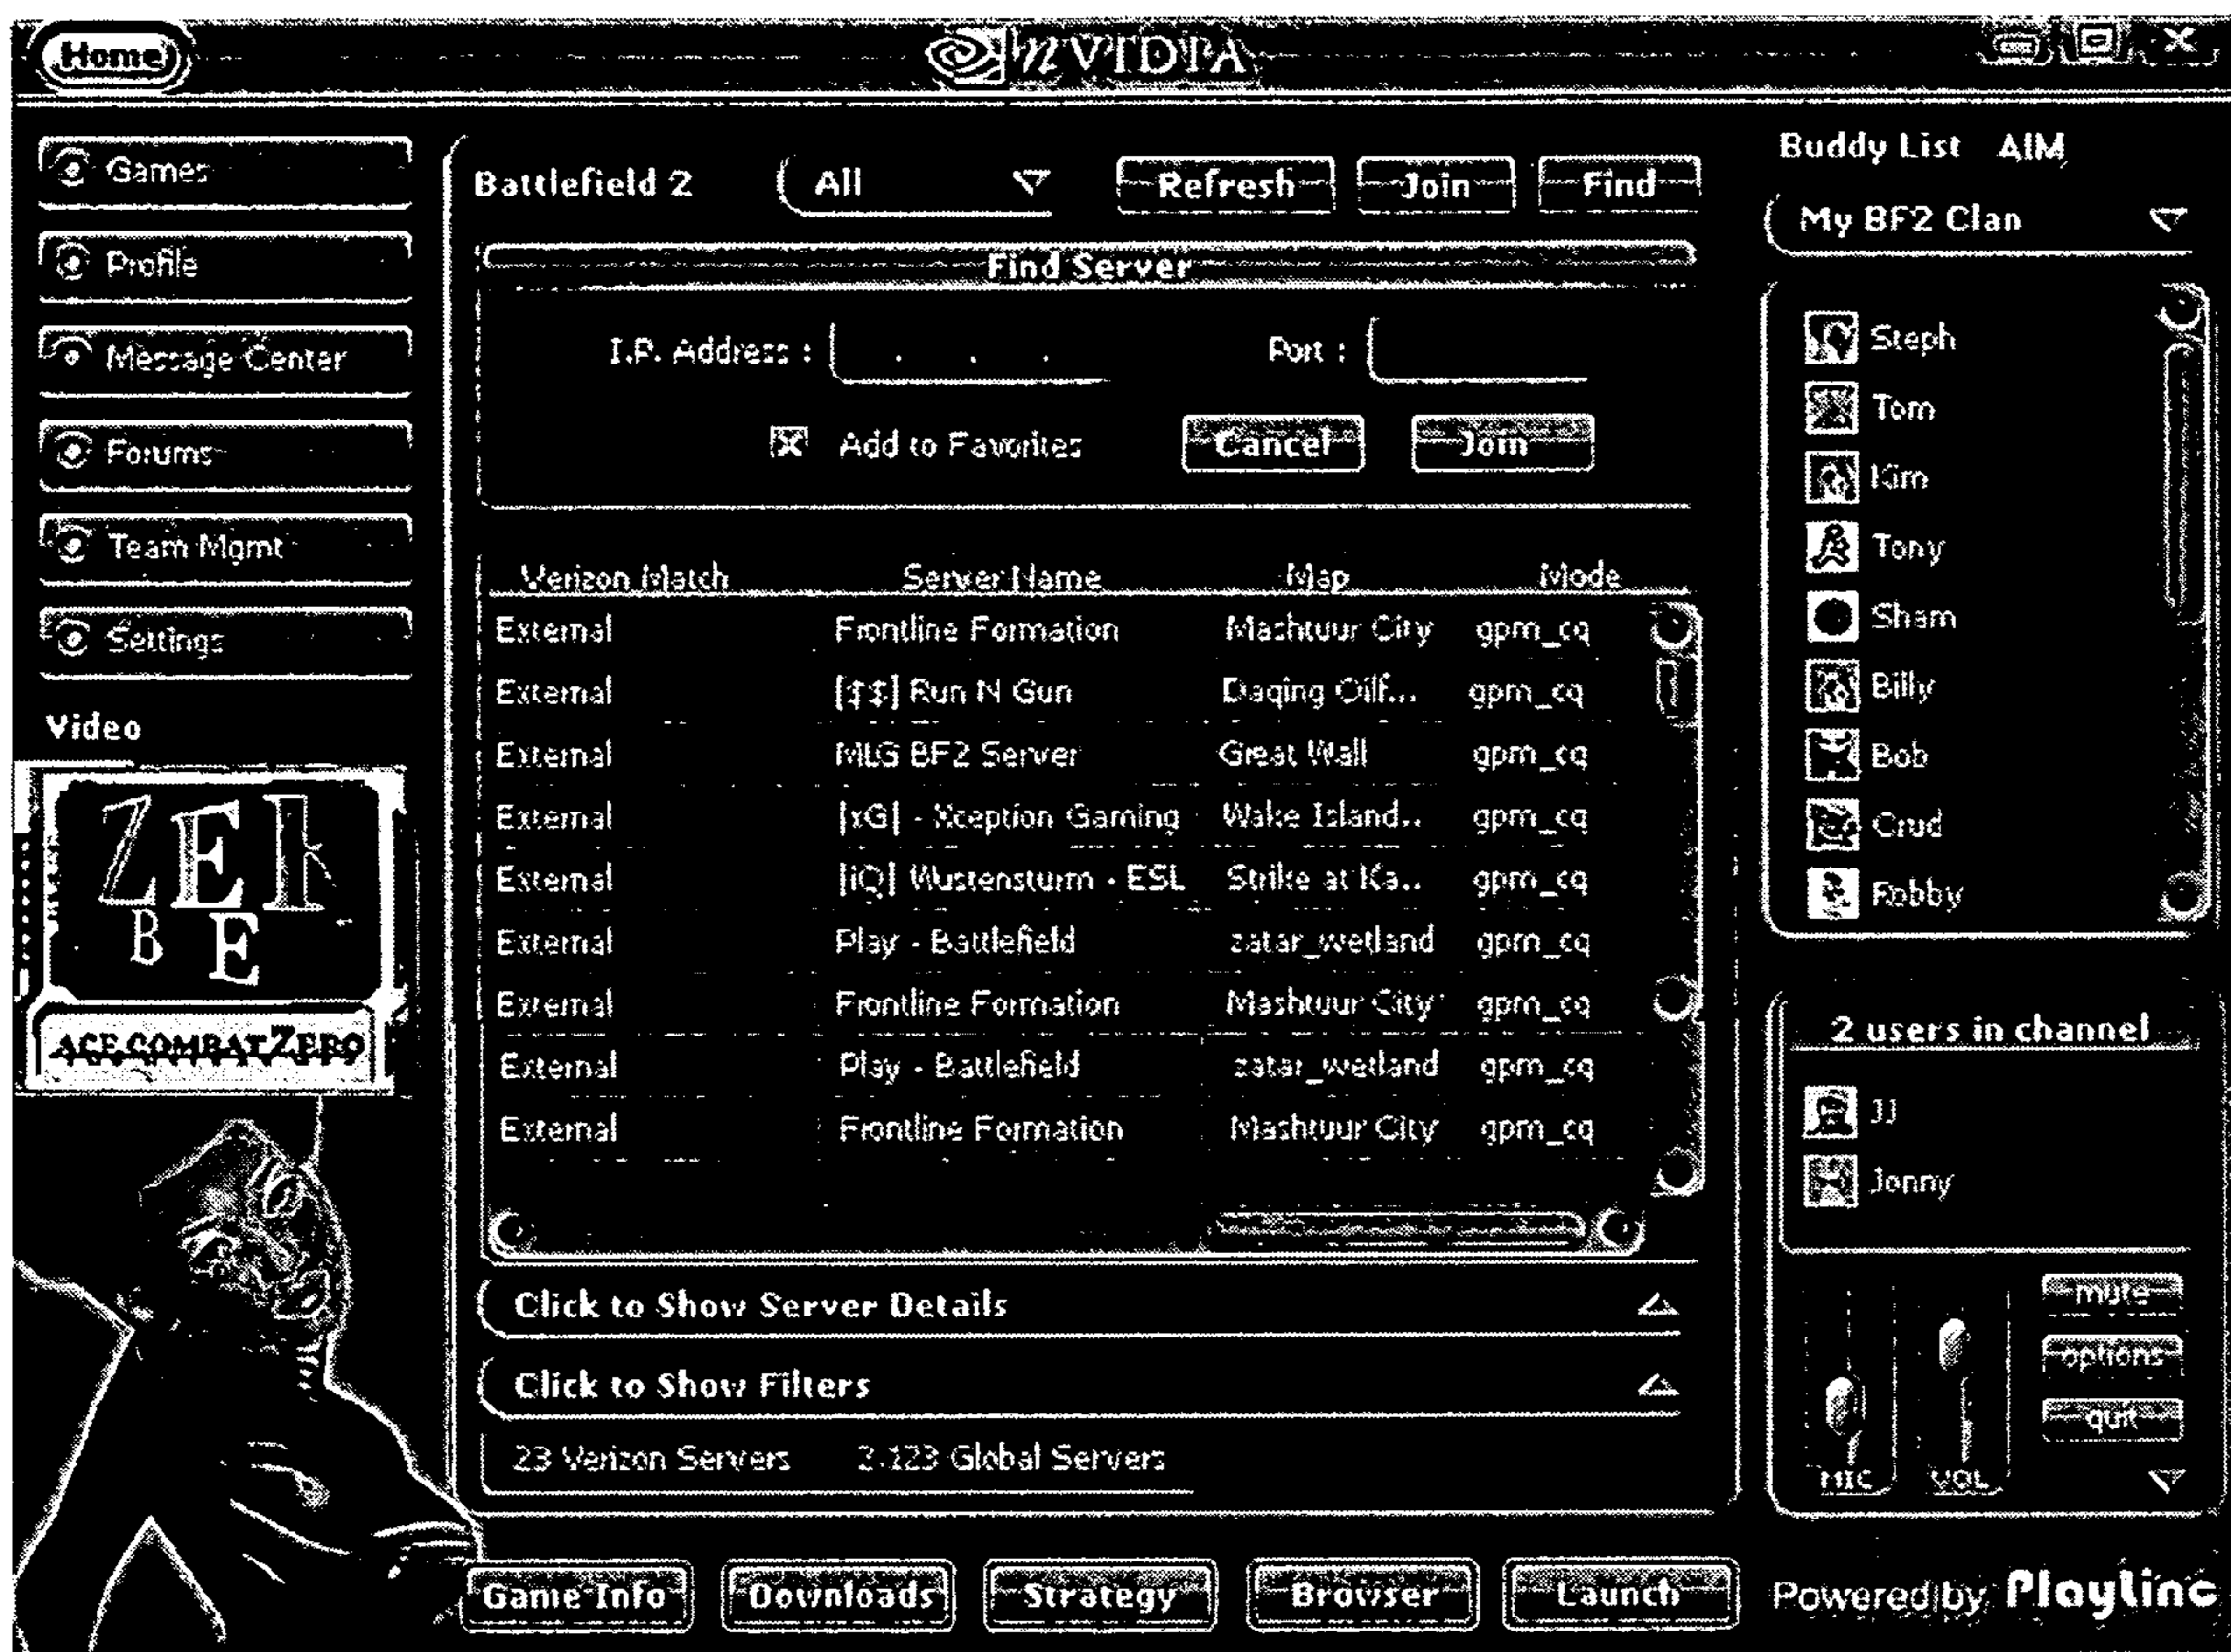 Home
nVIDIA
Games
Profile
Message Center
Forums
Team Mgmt
Settings
Video
ZEK
B E
ACE COMBAT ZERO
Battlefield 2 All Refresh Join Find
Find Server
I.P. Address : . . . Port :
X Add to Favorites Cancel Join
Verizon Match Server Name Map Mode
External Frontline Formation Mashtuur City gpm_cq
External [$$] Run N Gun Daqing Oilf... gpm_cq
External MLG BF2 Server Great Wall gpm_cq
External [xG] - Xception Gaming Wake Island.. gpm_cq
External [iQ] Wustensturm - ESL Strike at Ka.. gpm_cq
External Play - Battlefield zatar_wetland gpm_cq
External Frontline Formation Mashtuur City gpm_cq
External Play - Battlefield zatar_wetland gpm_cq
External Frontline Formation Mashtuur City gpm_cq
Click to Show Server Details
Click to Show Filters
23 Verizon Servers 2,123 Global Servers
Game Info Downloads Strategy Browser Launch
Buddy List AIM
My BF2 Clan
Steph
Tom
Kim
Tony
Sham
Billy
Bob
Crud
Robby
2 users in channel
JJ
Jonny
mute
options
quit
MIC VOL
Powered by Playlinc